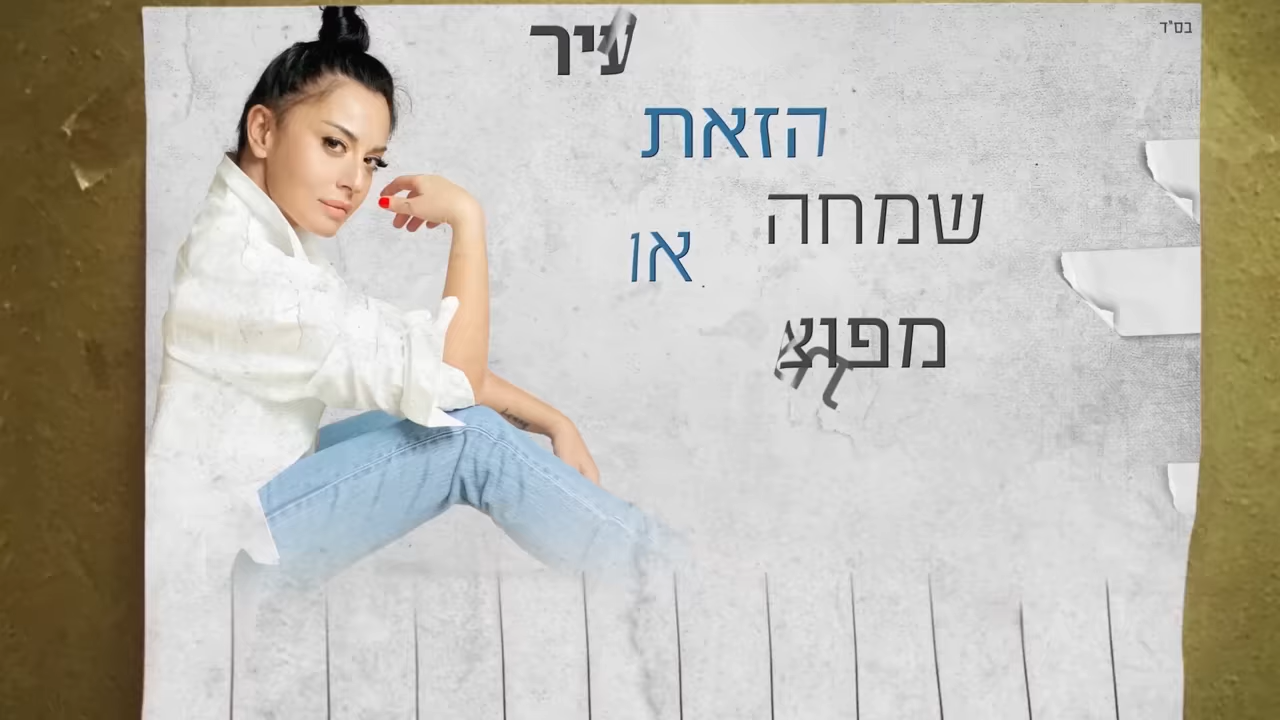 בס"ד
עיר
הזאת
שמחה
או